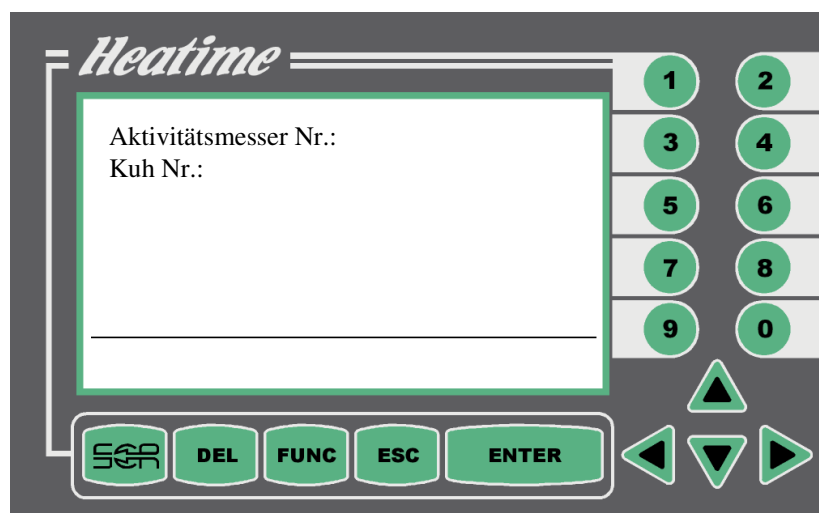 Heatime
Aktivitätsmesser Nr.:
Kuh Nr.:
1 2
3 4
5 6
7 8
9 0
SCR DEL FUNC ESC ENTER